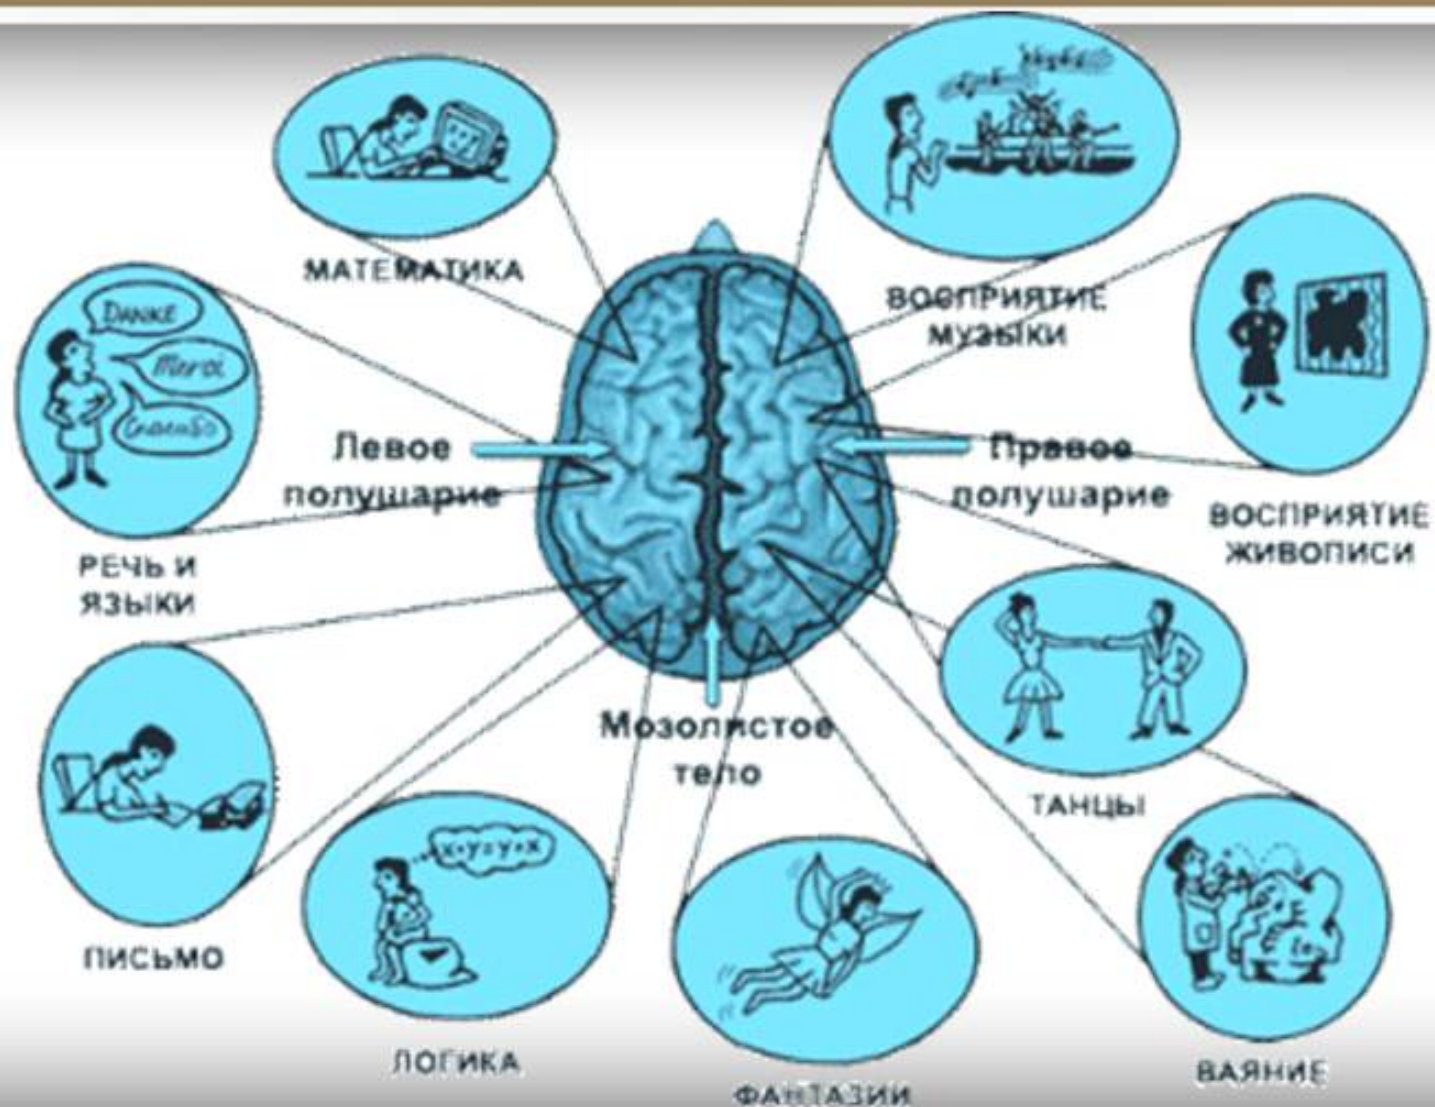 МАТЕМАТИКА
ВОСПРИЯТИЕ
МУЗЫКИ
DANKE
Merci
Спасибо
Левое
полушарие
Правое
полушарие
ВОСПРИЯТИЕ
ЖИВОПИСИ
РЕЧЬ И
ЯЗЫКИ
Мозолистое
тело
ТАНЦЫ
x•y=y•x
ПИСЬМО
ЛОГИКА
ФАНТАЗИИ
ВАЯНИЕ